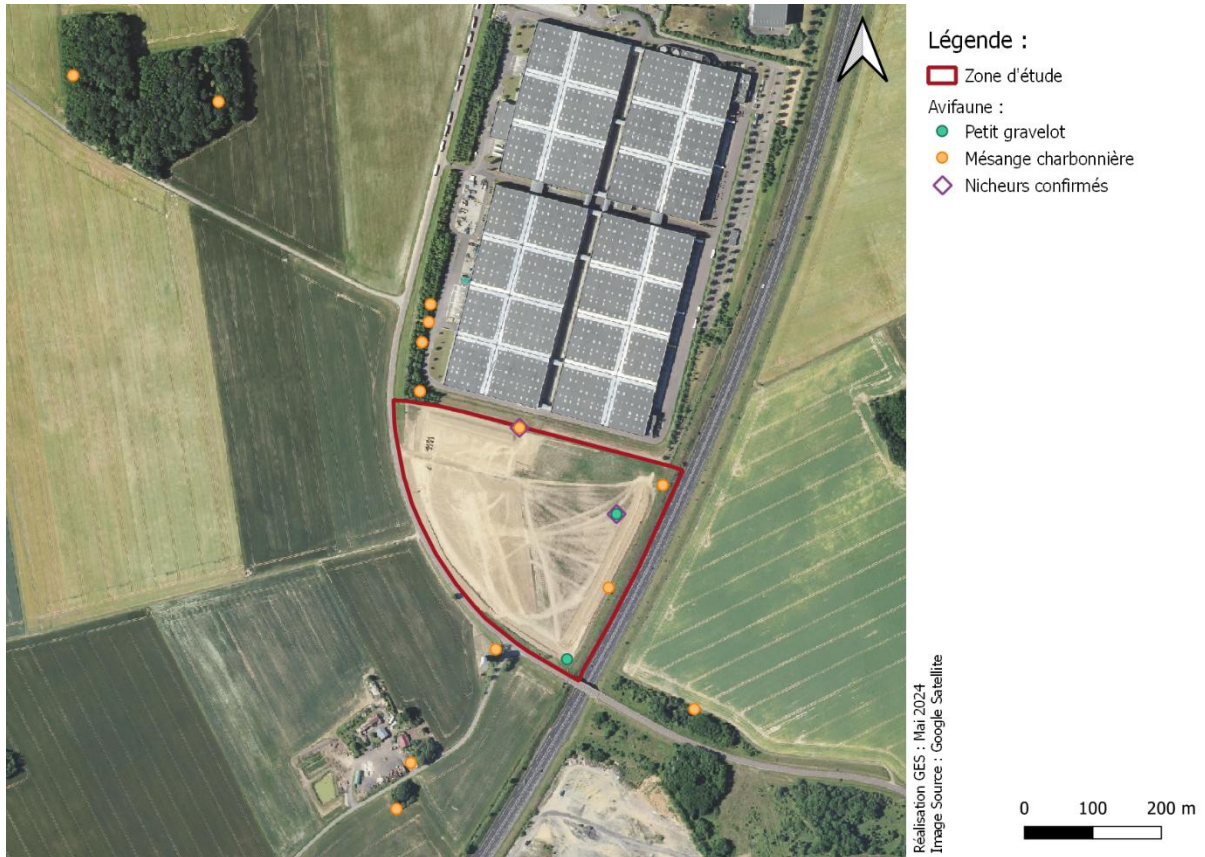 Légende :
Zone d'étude
Avifaune :
Petit gravelot
Mésange charbonnière
Nicheurs confirmés
Réalisation GES : Mai 2024
Image Source : Google Satellite
0 100 200 m